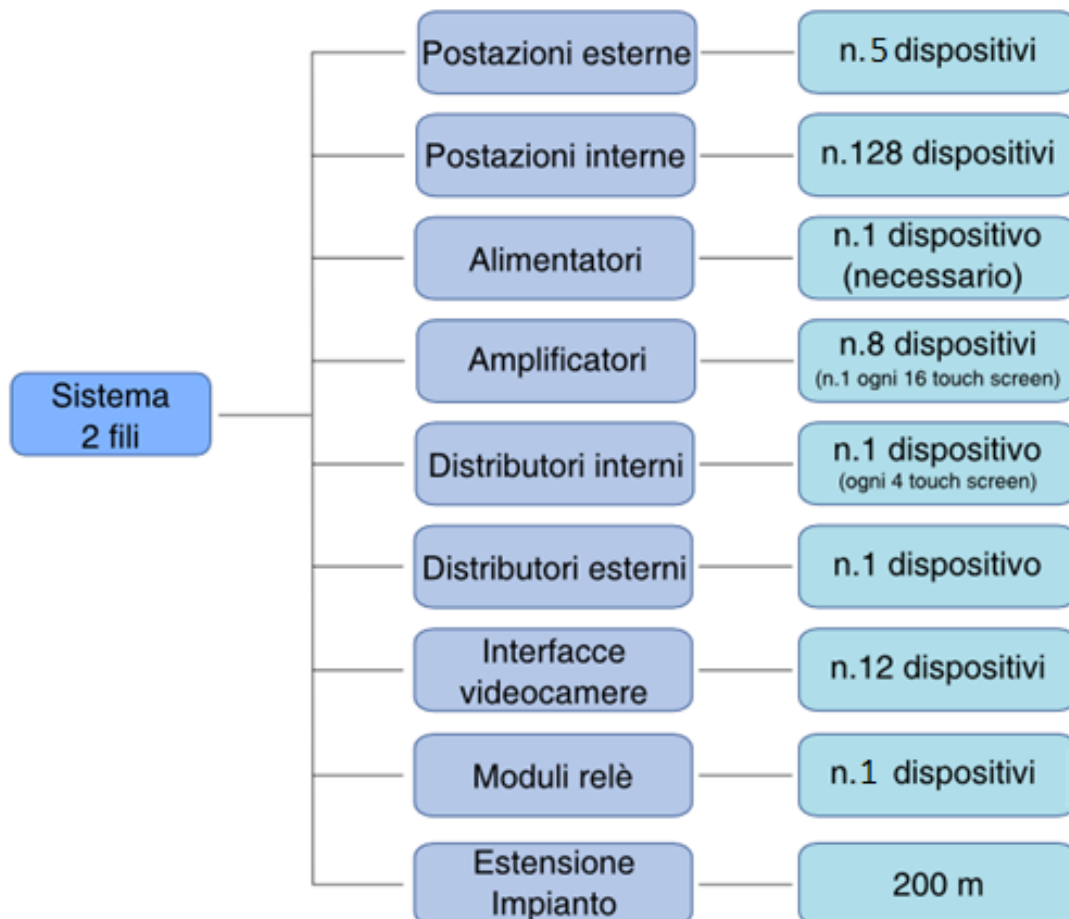 Postazioni esterne
n.5 dispositivi
Postazioni interne
n.128 dispositivi
Alimentatori
n.1 dispositivo
(necessario)
Amplificatori
n.8 dispositivi
(n.1 ogni 16 touch screen)
Sistema
2 fili
Distributori interni
n.1 dispositivo
(ogni 4 touch screen)
Distributori esterni
n.1 dispositivo
Interfacce
videocamere
n.12 dispositivi
Moduli relè
n.1 dispositivi
Estensione
Impianto
200 m